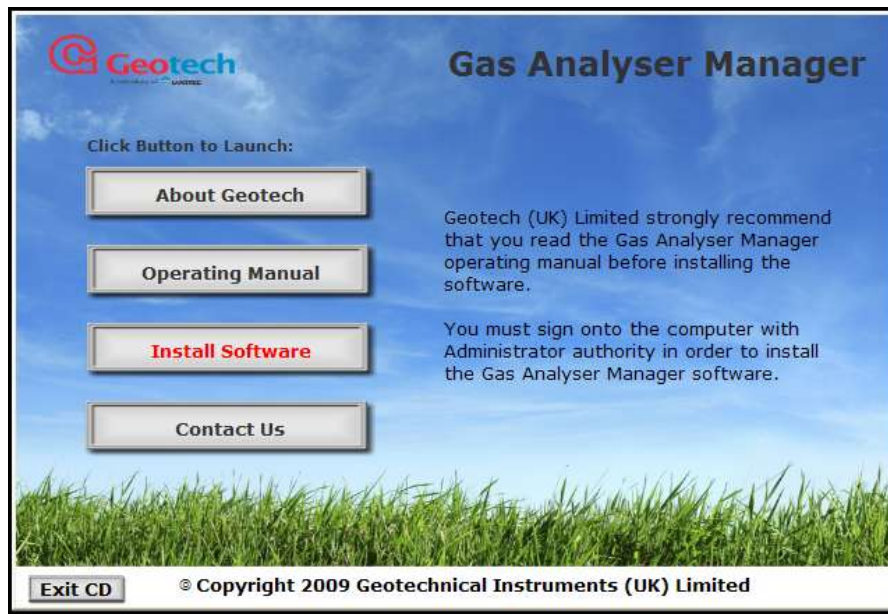 Geotech
Gas Analyser Manager
Click Button to Launch:
About Geotech
Operating Manual
Install Software
Contact Us
Geotech (UK) Limited strongly recommend
that you read the Gas Analyser Manager
operating manual before installing the
software.
You must sign onto the computer with
Administrator authority in order to install
the Gas Analyser Manager software.
Exit CD
© Copyright 2009 Geotechnical Instruments (UK) Limited